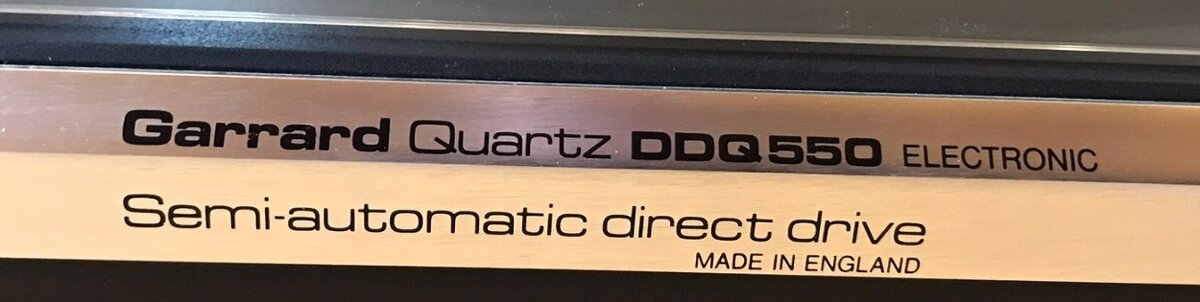 Garrard Quartz DDQ550 ELECTRONIC
Semi-automatic direct drive
MADE IN ENGLAND